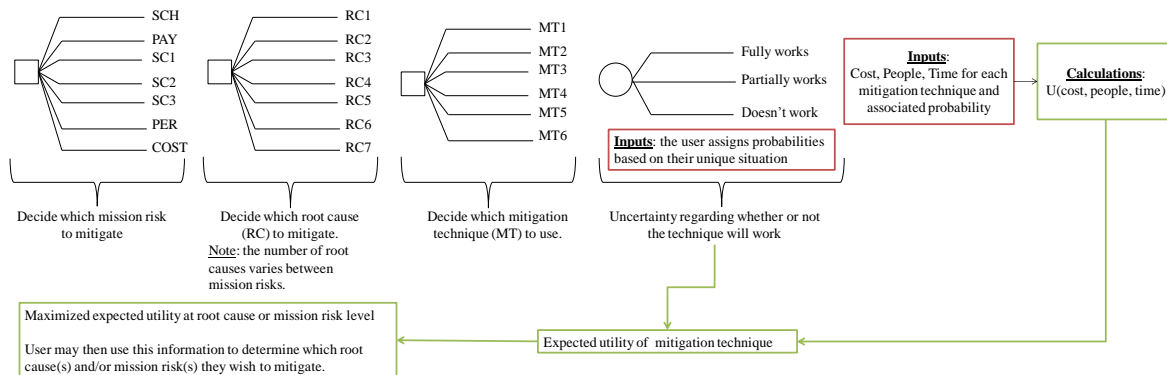 SCH
PAY
SC1
SC2
SC3
PER
COST
Decide which mission risk
to mitigate
RC1
RC2
RC3
RC4
RC5
RC6
RC7
Decide which root cause
(RC) to mitigate.
Note: the number of root
causes varies between
mission risks.
MT1
MT2
MT3
MT4
MT5
MT6
Decide which mitigation
technique (MT) to use.
Fully works
Partially works
Doesn't work
Inputs: the user assigns probabilities
based on their unique situation
Uncertainty regarding whether or not
the technique will work
Inputs:
Cost, People, Time for each
mitigation technique and
associated probability
Calculations:
U(cost, people, time)
Expected utility of mitigation technique
Maximized expected utility at root cause or mission risk level
User may then use this information to determine which root
cause(s) and/or mission risk(s) they wish to mitigate.